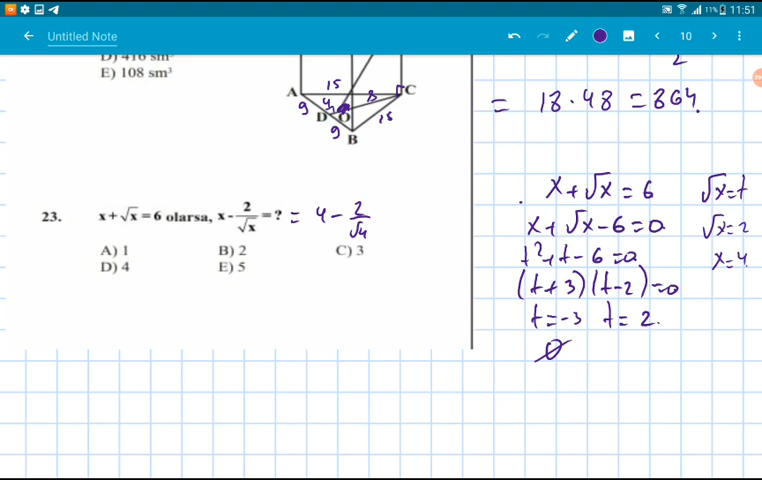 11% 11:51
Untitled Note
10
D) 416 sm³
E) 108 sm³
15
A
C
9
4
8
D
O
15
9
B
= 18·48 = 864.
23. x + √x = 6 olarsa, x - 2/√x = ? = 4 - 2/√4
A) 1 B) 2 C) 3
D) 4 E) 5
x + √x = 6 √x = t
x + √x - 6 = 0 √x = 2
t² + t - 6 = 0 x = 4
(t + 3)(t - 2) = 0
t = -3 t = 2.
Ø